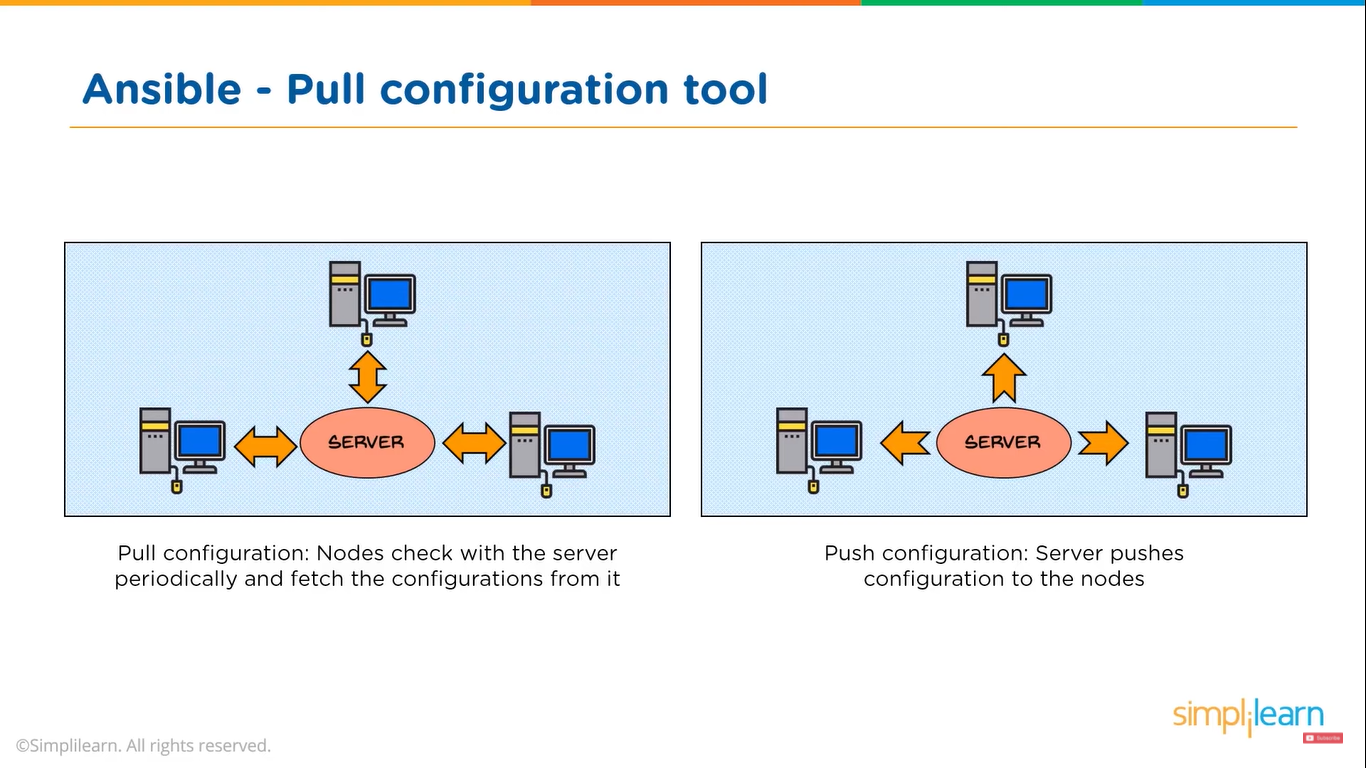 Ansible - Pull configuration tool
SERVER
SERVER
Pull configuration: Nodes check with the server
periodically and fetch the configurations from it
Push configuration: Server pushes
configuration to the nodes
simplilearn
Subscribe
©Simplilearn. All rights reserved.